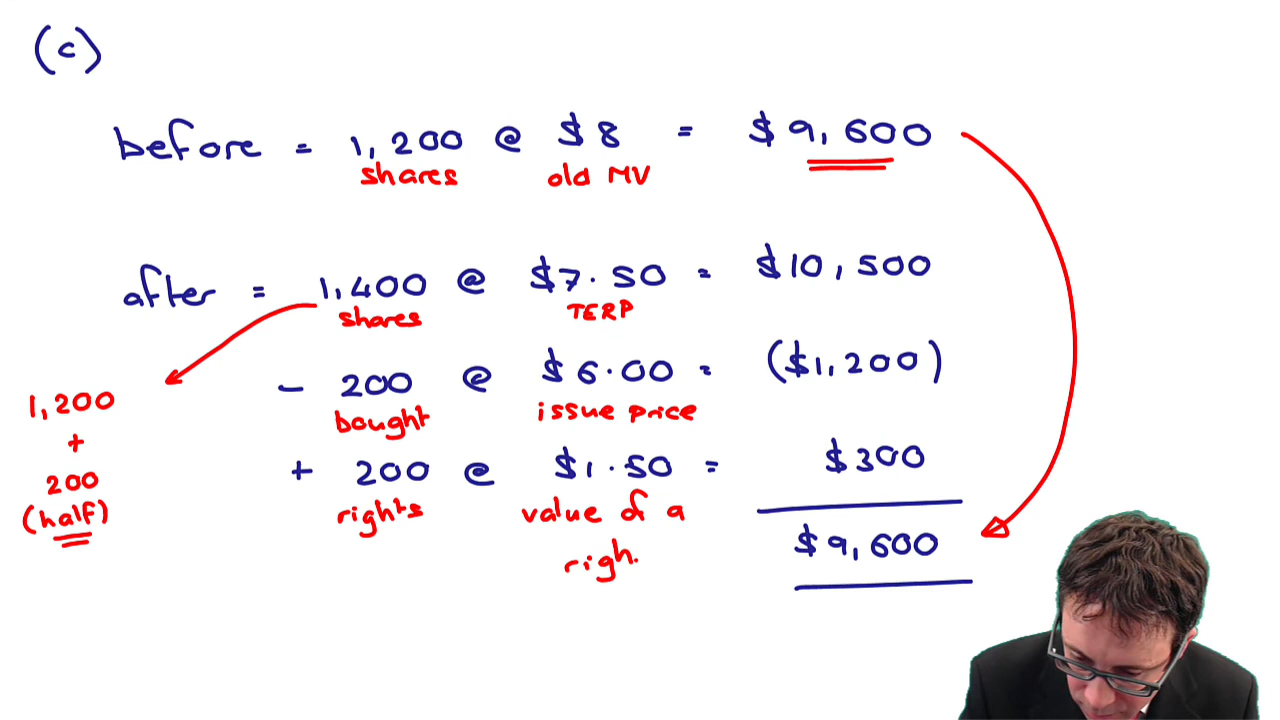 (c)
before = 1,200 @ $8 = $9,600
shares old MV
after = 1,400 @ $7.50 = $10,500
shares TERP
- 200 @ $6.00 = ($1,200)
bought issue price
1,200
+
200
(half)
+ 200 @ $1.50 = $300
rights value of a
righ.
$9,600